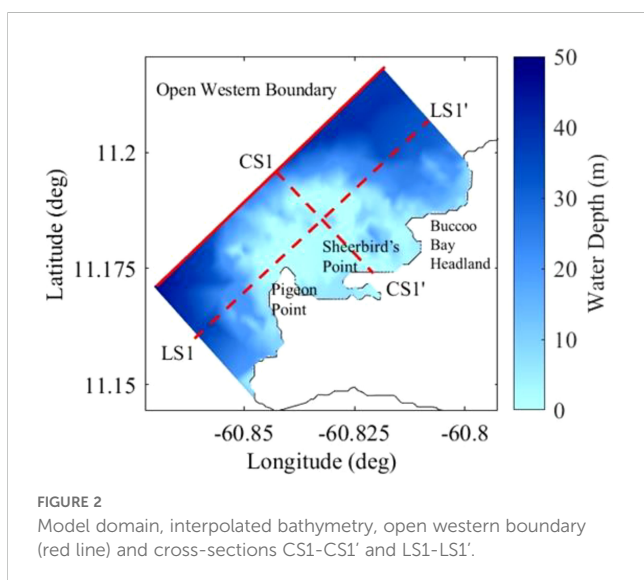 Open Western Boundary
LS1'
CS1
11.2
Buccoo
Bay
Headland
Sheerbird's
Point
11.175
Pigeon
Point
CS1'
LS1
11.15
-60.85
-60.825
-60.8
Longitude (deg)
Latitude (deg)
50
40
30
20
10
0
Water Depth (m)
FIGURE 2
Model domain, interpolated bathymetry, open western boundary
(red line) and cross-sections CS1-CS1′ and LS1-LS1′.